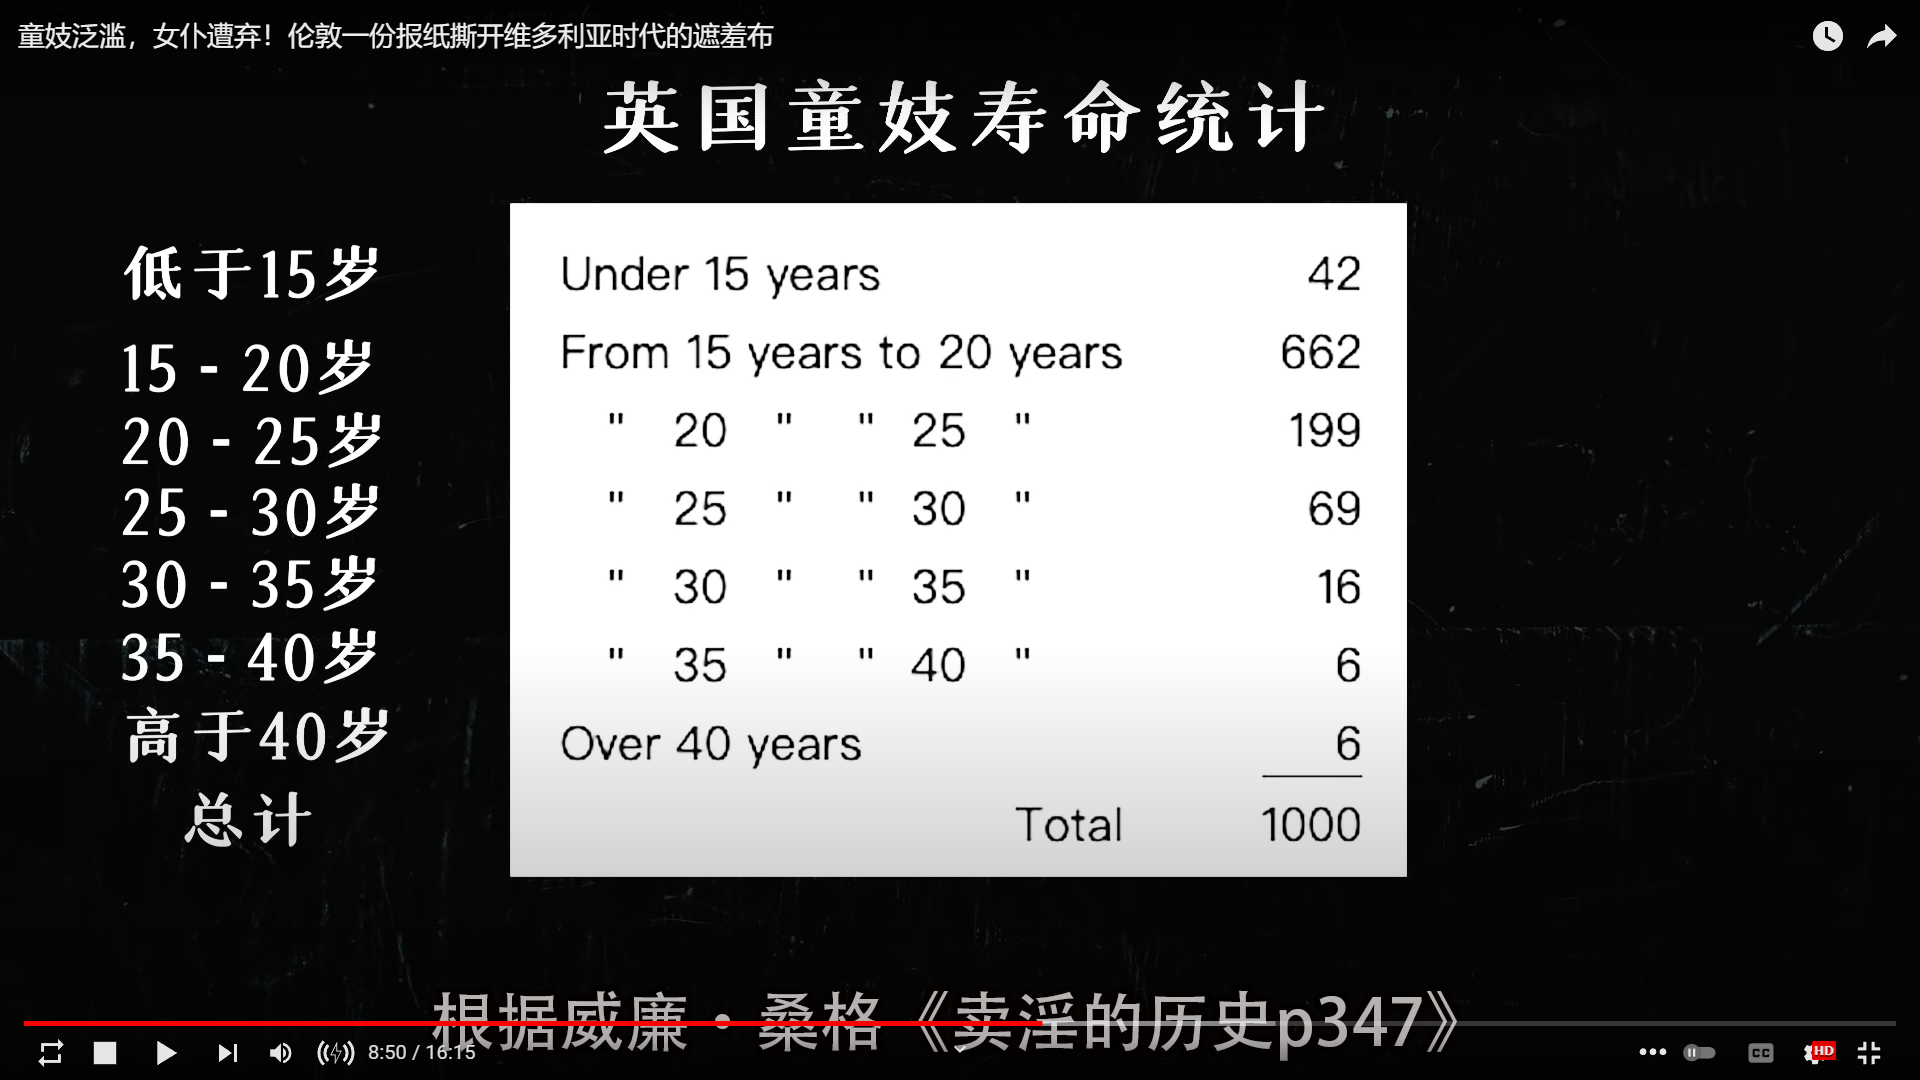 童妓泛滥，女仆遭弃！伦敦一份报纸撕开维多利亚时代的遮羞布
英国童妓寿命统计
低于15岁
15 - 20岁
20 - 25岁
25 - 30岁
30 - 35岁
35 - 40岁
高于40岁
总计
Under 15 years 42
From 15 years to 20 years 662
" 20 " " 25 " 199
" 25 " " 30 " 69
" 30 " " 35 " 16
" 35 " " 40 " 6
Over 40 years 6
Total 1000
根据威廉·桑格《卖淫的历史p347》
8:50 / 16:15
CC
HD